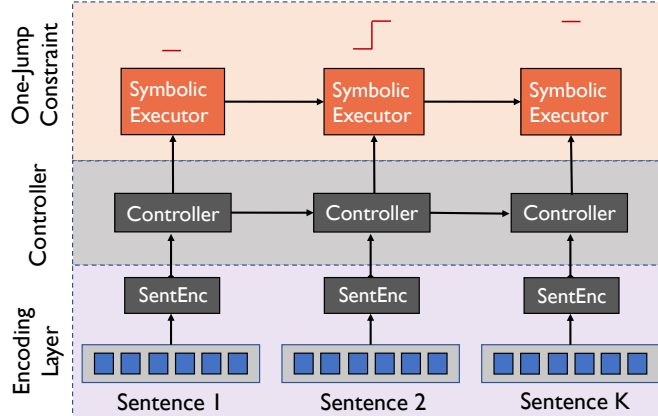 One-Jump
Constraint
Symbolic
Executor
Symbolic
Executor
Symbolic
Executor
Controller
Controller
Controller
Controller
Encoding
Layer
SentEnc
SentEnc
SentEnc
Sentence 1
Sentence 2
Sentence K